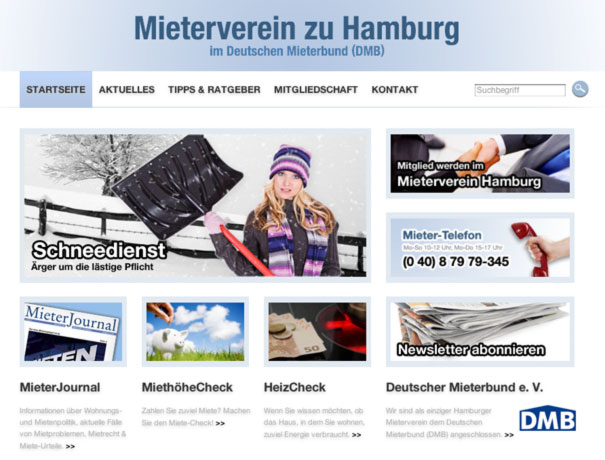 Mieterverein zu Hamburg
im Deutschen Mieterbund (DMB)
STARTSEITE AKTUELLES TIPPS & RATGEBER MITGLIEDSCHAFT KONTAKT
Suchbegriff
Schneedienst
Ärger um die lästige Pflicht
Mitglied werden im
Mieterverein Hamburg
Mieter-Telefon
Mo-So: 10-12 Uhr, Mo-Do: 15-17 Uhr
(0 40) 8 79 79-345
MieterJournal
Newsletter abonnieren
MieterJournal
Informationen über Wohnungs-
und Mietenpolitik, aktuelle Fälle
von Mietproblemen, Mietrecht &
Miete-Urteile. >>
MiethöheCheck
Zahlen Sie zuviel Miete? Machen
Sie den Miete-Check! >>
HeizCheck
Wenn Sie wissen möchten, ob
das Haus, in dem Sie wohnen,
zuviel Energie verbraucht. >>
Deutscher Mieterbund e. V.
Wir sind als einziger Hamburger
Mieterverein dem Deutschen
Mieterbund (DMB) angeschlossen. >>
DMB